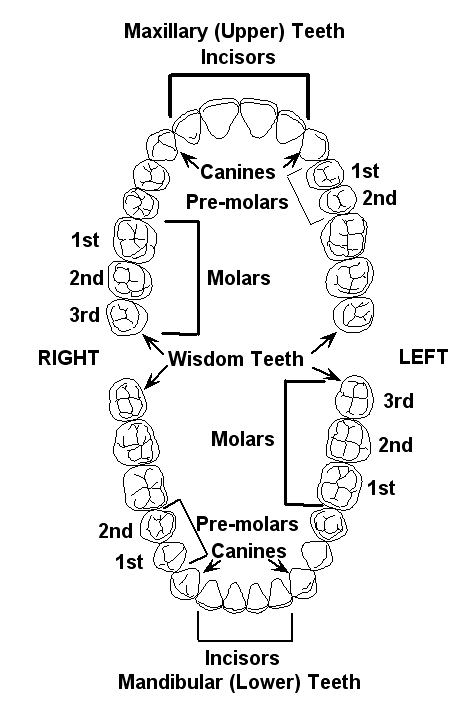 Maxillary (Upper) Teeth
Incisors
Canines
1st
Pre-molars
2nd
1st
2nd
Molars
3rd
RIGHT
Wisdom Teeth
LEFT
3rd
Molars
2nd
1st
2nd
Pre-molars
1st
Canines
Incisors
Mandibular (Lower) Teeth